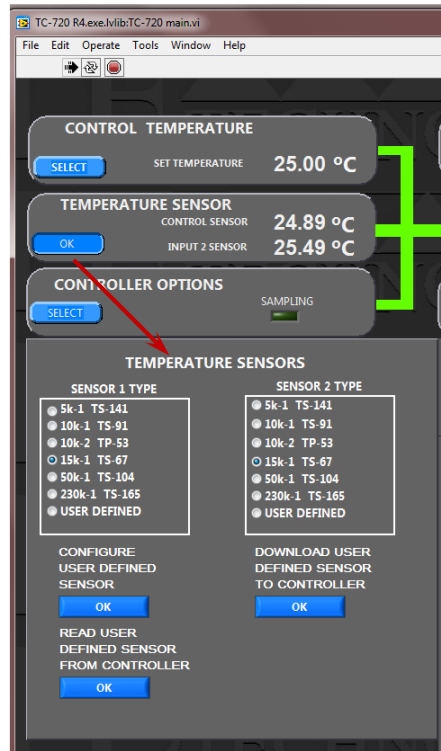 TC-720 R4.exe.lvlib:TC-720 main.vi
File Edit Operate Tools Window Help
CONTROL TEMPERATURE
SELECT SET TEMPERATURE 25.00 ºC
TEMPERATURE SENSOR
CONTROL SENSOR 24.89 ºC
OK INPUT 2 SENSOR 25.49 ºC
CONTROLLER OPTIONS
SELECT SAMPLING
TEMPERATURE SENSORS
SENSOR 1 TYPE
5k-1 TS-141
10k-1 TS-91
10k-2 TP-53
15k-1 TS-67
50k-1 TS-104
230k-1 TS-165
USER DEFINED
SENSOR 2 TYPE
5k-1 TS-141
10k-1 TS-91
10k-2 TP-53
15k-1 TS-67
50k-1 TS-104
230k-1 TS-165
USER DEFINED
CONFIGURE
USER DEFINED
SENSOR
OK
DOWNLOAD USER
DEFINED SENSOR
TO CONTROLLER
OK
READ USER
DEFINED SENSOR
FROM CONTROLLER
OK